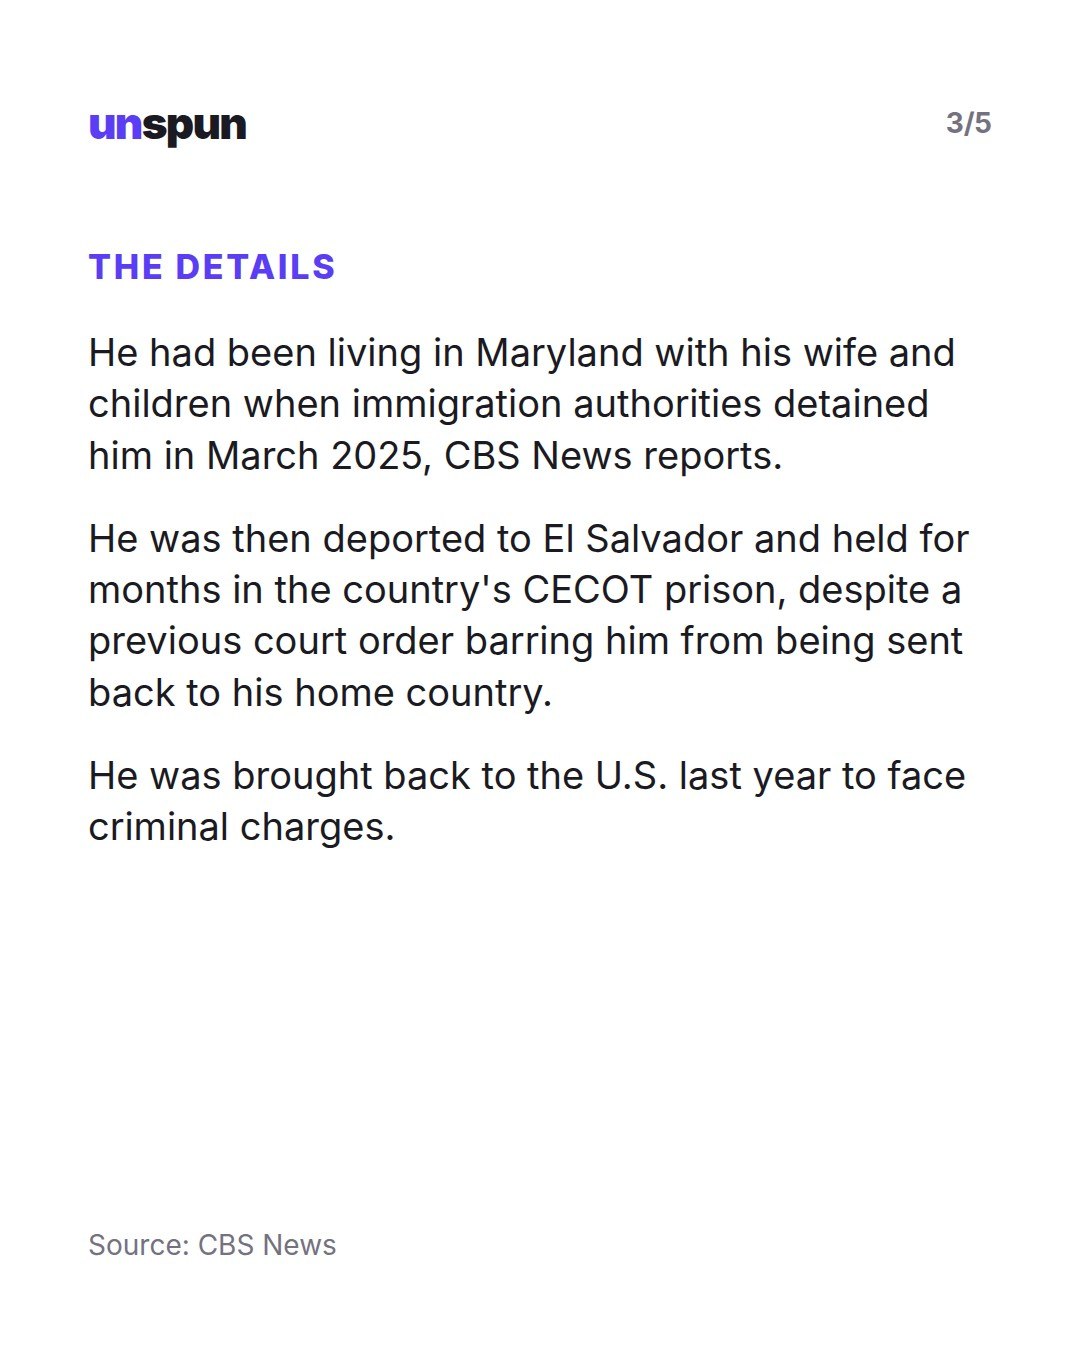 unspun
3/5
THE DETAILS
He had been living in Maryland with his wife and
children when immigration authorities detained
him in March 2025, CBS News reports.
He was then deported to El Salvador and held for
months in the country's CECOT prison, despite a
previous court order barring him from being sent
back to his home country.
He was brought back to the U.S. last year to face
criminal charges.
Source: CBS News